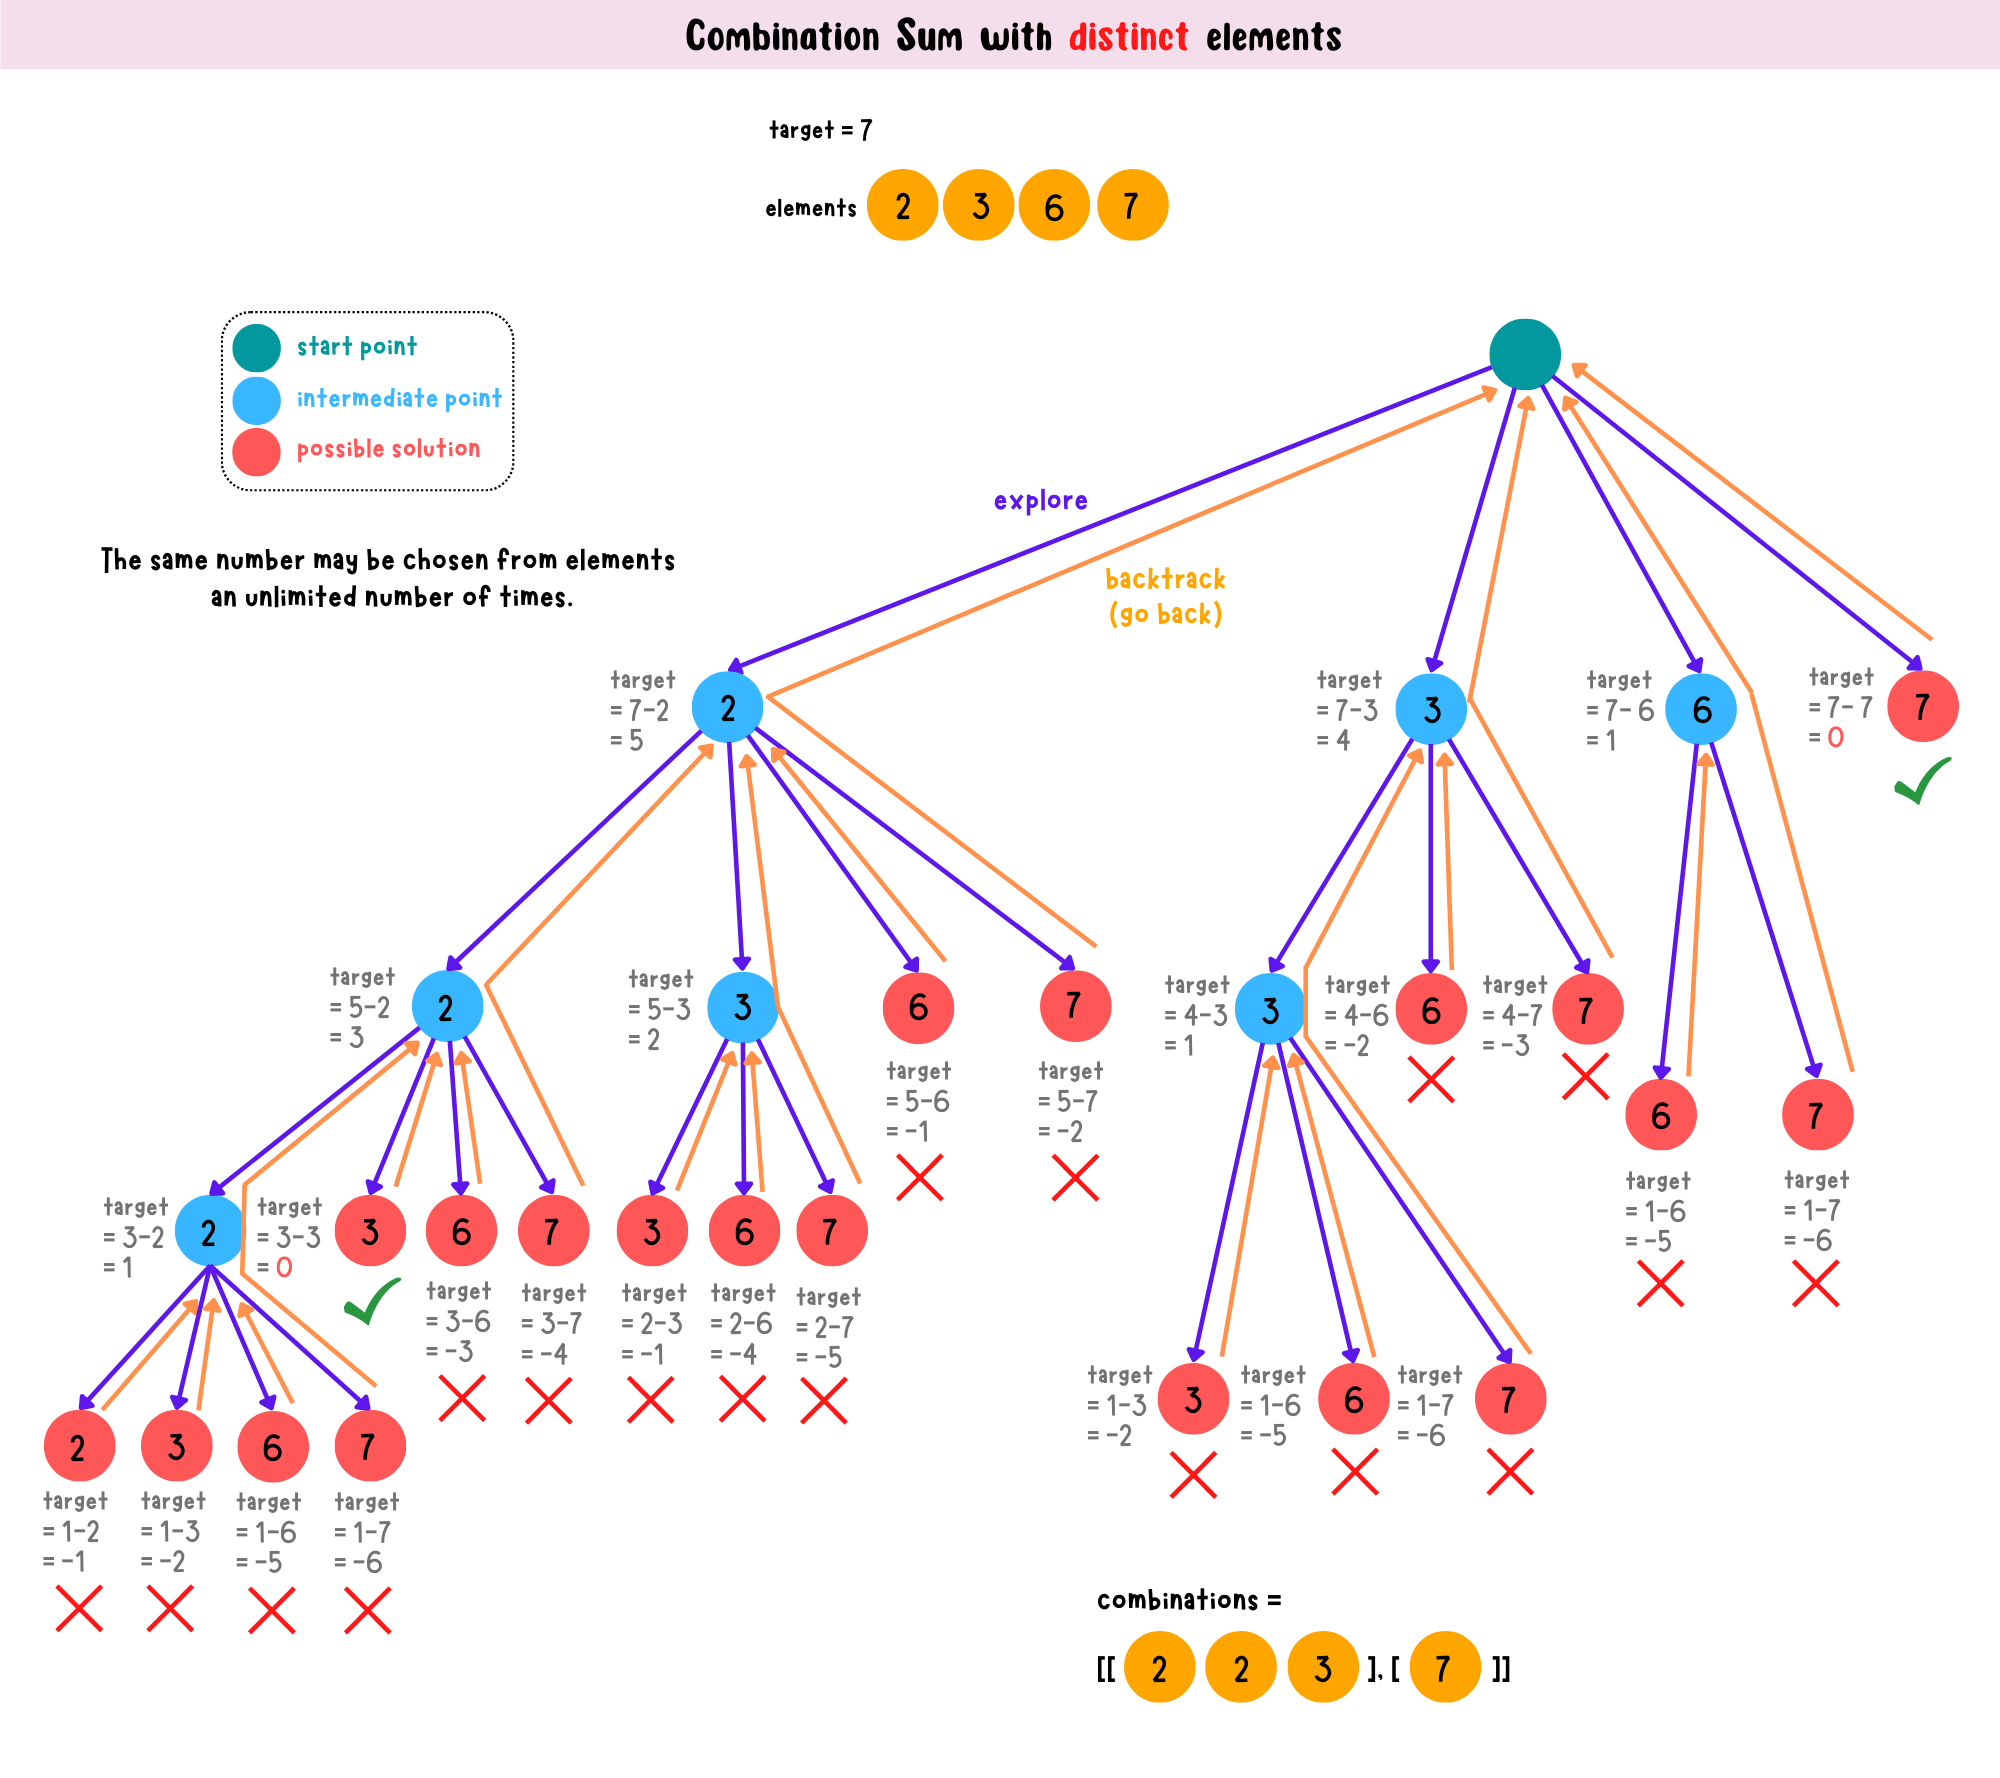 Combination Sum with distinct elements
target = 7
elements 2 3 6 7
start point
intermediate point
possible solution
The same number may be chosen from elements
an unlimited number of times.
explore
backtrack
(go back)
target
= 7-2
= 5
2
target
= 7-3
= 4
3
target
= 7- 6
= 1
6
target
= 7- 7
= 0
7
target
= 5-2
= 3
2
target
= 5-3
= 2
3
6
target
= 5-6
= -1
7
target
= 5-7
= -2
target
= 4-3
= 1
3
target
= 4-6
= -2
6
target
= 4-7
= -3
7
6
target
= 1-6
= -5
7
target
= 1-7
= -6
target
= 3-2
= 1
2
target
= 3-3
= 0
3
6
target
= 3-6
= -3
7
target
= 3-7
= -4
3
target
= 2-3
= -1
6
target
= 2-6
= -4
7
target
= 2-7
= -5
target
= 1-3
= -2
3
target
= 1-6
= -5
6
target
= 1-7
= -6
7
2
target
= 1-2
= -1
3
target
= 1-3
= -2
6
target
= 1-6
= -5
7
target
= 1-7
= -6
combinations =
[[ 2 2 3 ], [ 7 ]]